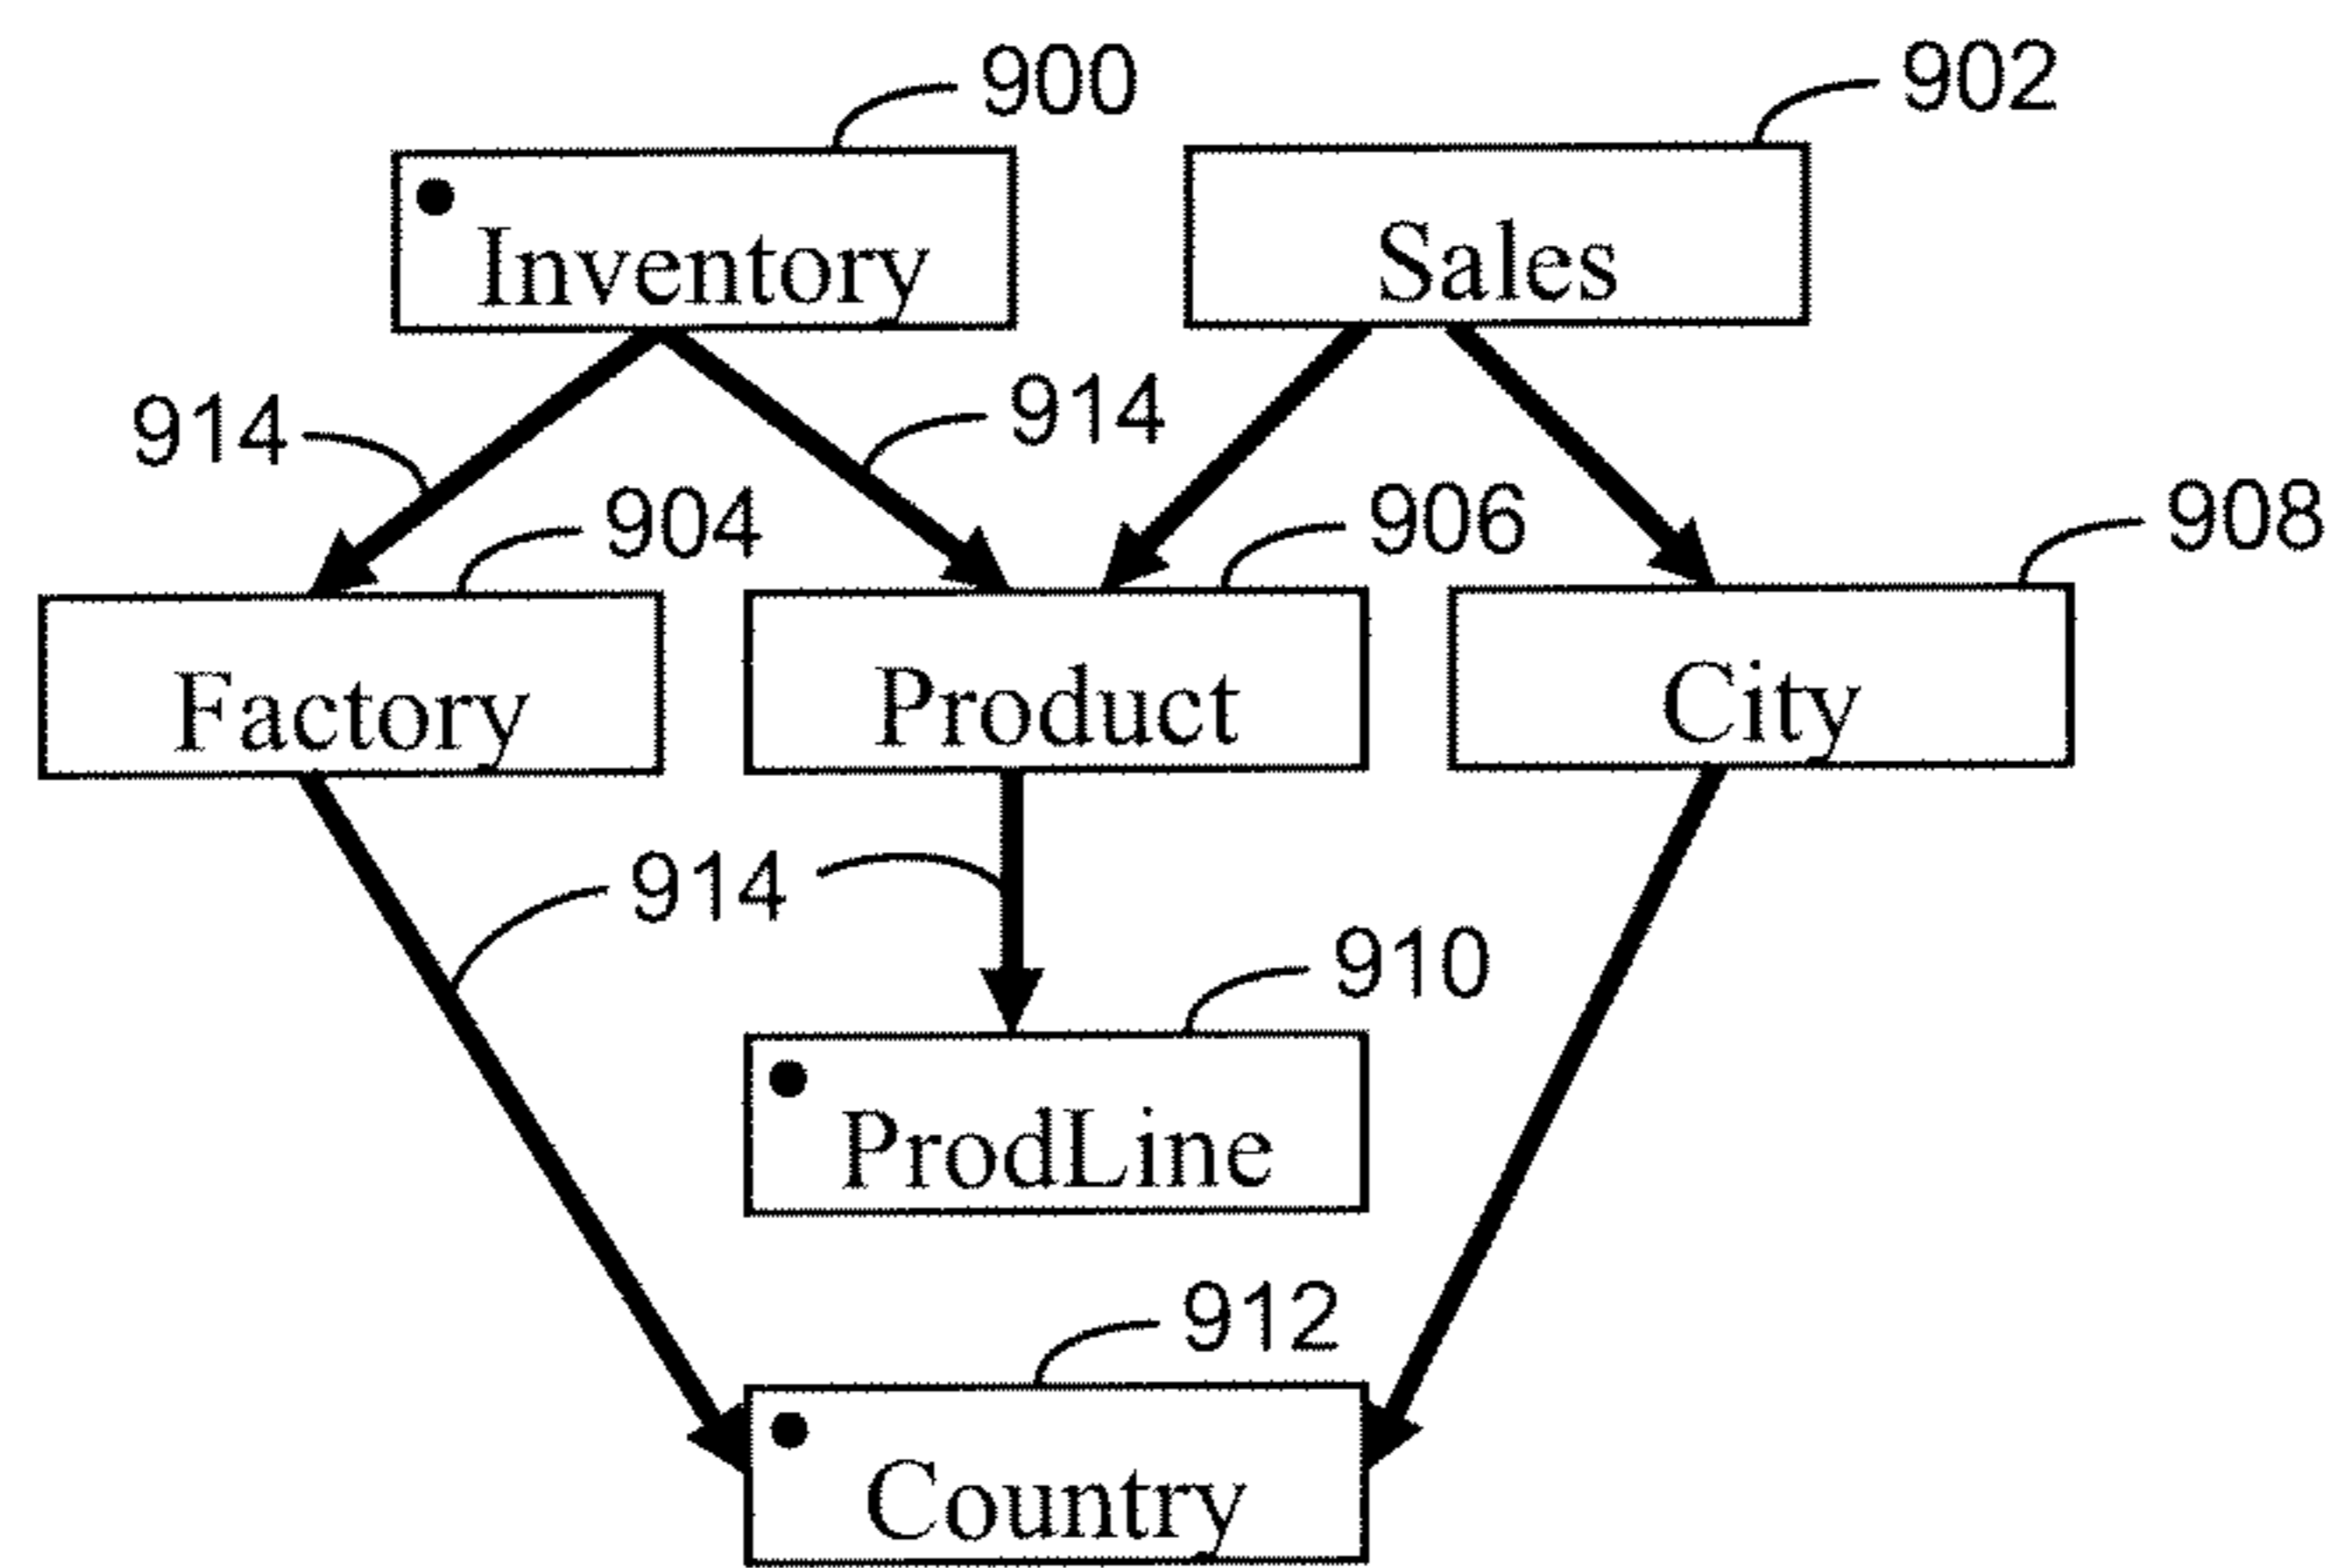 900
902
Inventory
Sales
914
914
904
906
908
Factory
Product
City
914
910
ProdLine
912
Country